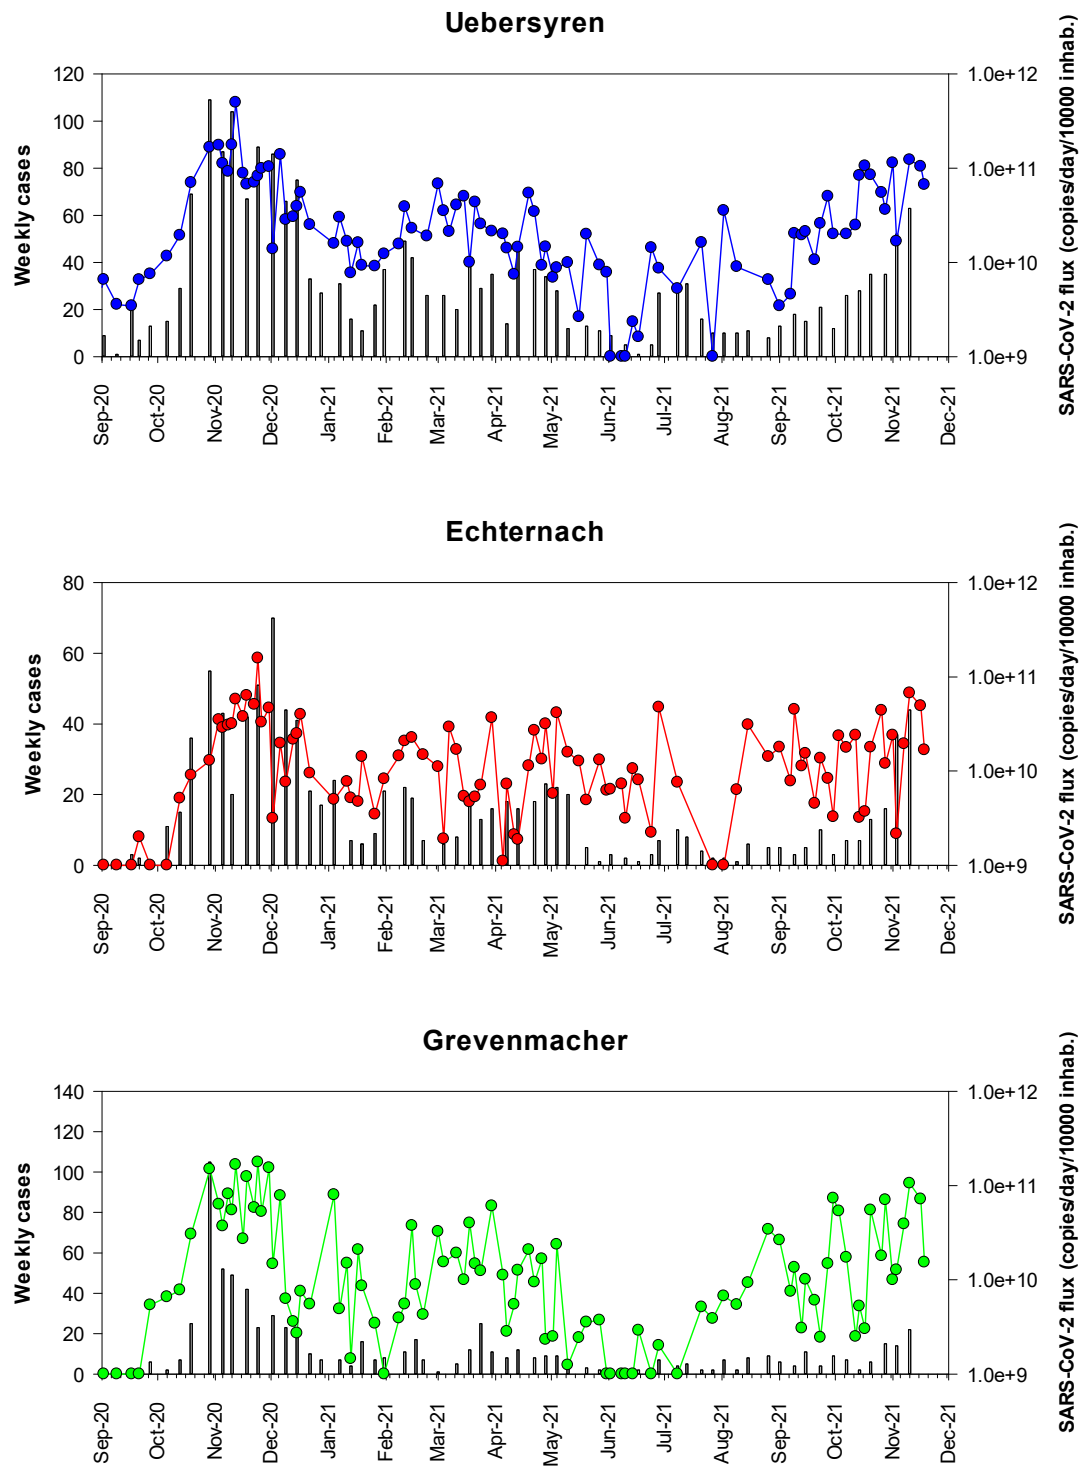 Uebersyren
Weekly cases
120
100
80
60
40
20
0
1.0e+12
1.0e+11
1.0e+10
1.0e+9
SARS-CoV-2 flux (copies/day/10000 inhab.)
Sep-20
Oct-20
Nov-20
Dec-20
Jan-21
Feb-21
Mar-21
Apr-21
May-21
Jun-21
Jul-21
Aug-21
Sep-21
Oct-21
Nov-21
Dec-21
Echternach
Weekly cases
80
60
40
20
0
1.0e+12
1.0e+11
1.0e+10
1.0e+9
SARS-CoV-2 flux (copies/day/10000 inhab.)
Sep-20
Oct-20
Nov-20
Dec-20
Jan-21
Feb-21
Mar-21
Apr-21
May-21
Jun-21
Jul-21
Aug-21
Sep-21
Oct-21
Nov-21
Dec-21
Grevenmacher
Weekly cases
140
120
100
80
60
40
20
0
1.0e+12
1.0e+11
1.0e+10
1.0e+9
SARS-CoV-2 flux (copies/day/10000 inhab.)
Sep-20
Oct-20
Nov-20
Dec-20
Jan-21
Feb-21
Mar-21
Apr-21
May-21
Jun-21
Jul-21
Aug-21
Sep-21
Oct-21
Nov-21
Dec-21